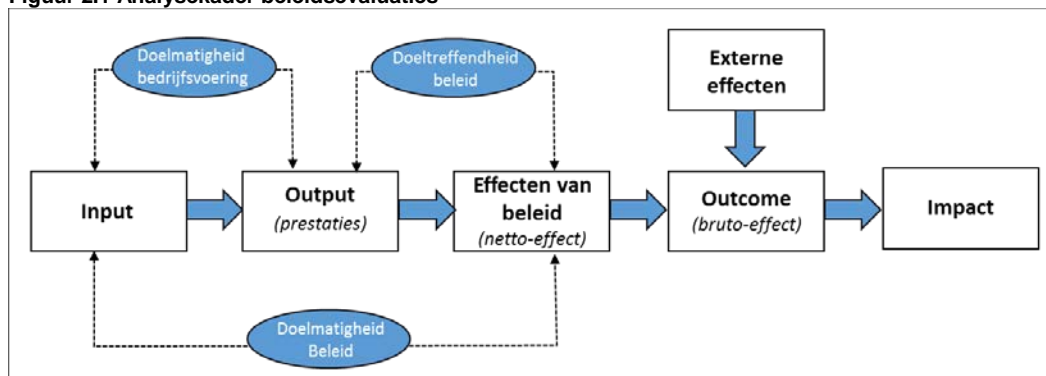 Figuur 2.1 Analysekader beleidsevaluaties
Doelmatigheid
bedrijfsvoering
Doeltreffendheid
beleid
Externe
effecten
Input
Output
(prestaties)
Effecten van
beleid
(netto-effect)
Outcome
(bruto-effect)
Impact
Doelmatigheid
Beleid